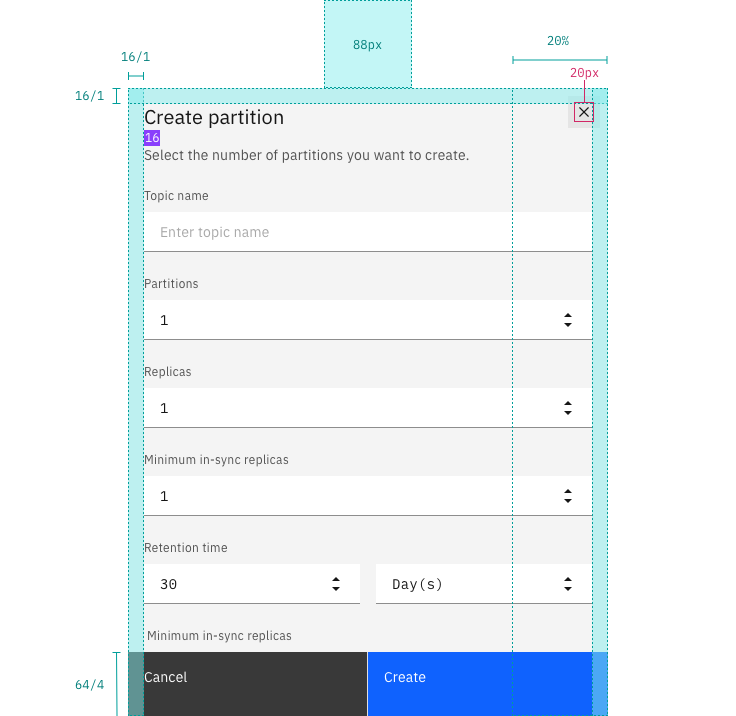 88px
20%
16/1
20px
16/1
Create partition
16
Select the number of partitions you want to create.
Topic name
Enter topic name
Partitions
1
Replicas
1
Minimum in-sync replicas
1
Retention time
30 Day(s)
Minimum in-sync replicas
64/4
Cancel Create